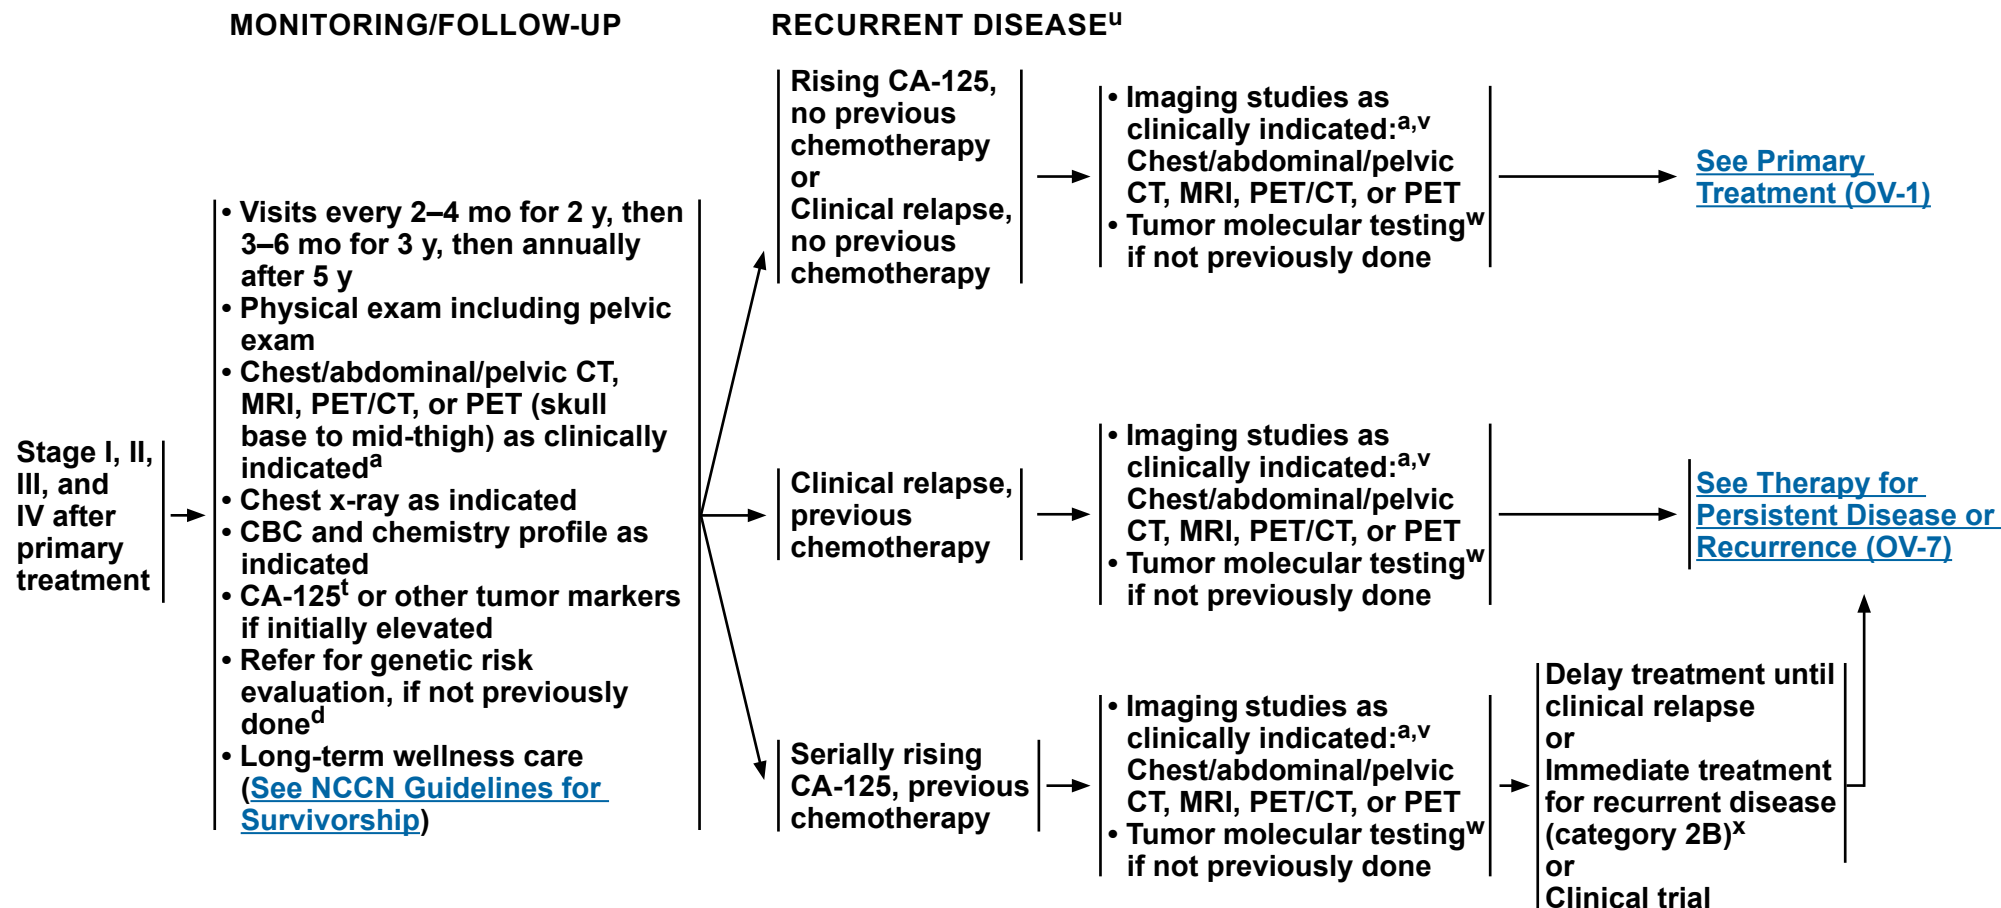 MONITORING/FOLLOW-UP
RECURRENT DISEASEᵘ
Stage I, II,
III, and
IV after
primary
treatment
• Visits every 2–4 mo for 2 y, then
3–6 mo for 3 y, then annually
after 5 y
• Physical exam including pelvic
exam
• Chest/abdominal/pelvic CT,
MRI, PET/CT, or PET (skull
base to mid-thigh) as clinically
indicatedᵃ
• Chest x-ray as indicated
• CBC and chemistry profile as
indicated
• CA-125ᵗ or other tumor markers
if initially elevated
• Refer for genetic risk
evaluation, if not previously
doneᵈ
• Long-term wellness care
(See NCCN Guidelines for
Survivorship)
Rising CA-125,
no previous
chemotherapy
or
Clinical relapse,
no previous
chemotherapy
• Imaging studies as
clinically indicated:ᵃ,ᵛ
Chest/abdominal/pelvic
CT, MRI, PET/CT, or PET
• Tumor molecular testingʷ
if not previously done
See Primary
Treatment (OV-1)
Clinical relapse,
previous
chemotherapy
• Imaging studies as
clinically indicated:ᵃ,ᵛ
Chest/abdominal/pelvic
CT, MRI, PET/CT, or PET
• Tumor molecular testingʷ
if not previously done
See Therapy for
Persistent Disease or
Recurrence (OV-7)
Serially rising
CA-125, previous
chemotherapy
• Imaging studies as
clinically indicated:ᵃ,ᵛ
Chest/abdominal/pelvic
CT, MRI, PET/CT, or PET
• Tumor molecular testingʷ
if not previously done
Delay treatment until
clinical relapse
or
Immediate treatment
for recurrent disease
(category 2B)ˣ
or
Clinical trial